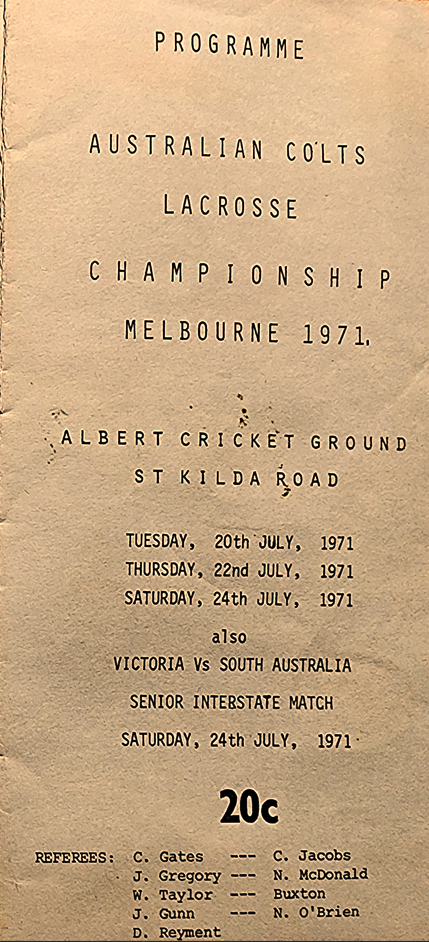 PROGRAMME
AUSTRALIAN COLTS
LACROSSE
CHAMPIONSHIP
MELBOURNE 1971.
ALBERT CRICKET GROUND
ST KILDA ROAD
TUESDAY, 20th JULY, 1971
THURSDAY, 22nd JULY, 1971
SATURDAY, 24th JULY, 1971
also
VICTORIA Vs SOUTH AUSTRALIA
SENIOR INTERSTATE MATCH
SATURDAY, 24th JULY, 1971
20c
REFEREES: C. Gates --- C. Jacobs
J. Gregory --- N. McDonald
W. Taylor --- Buxton
J. Gunn --- N. O'Brien
D. Reyment